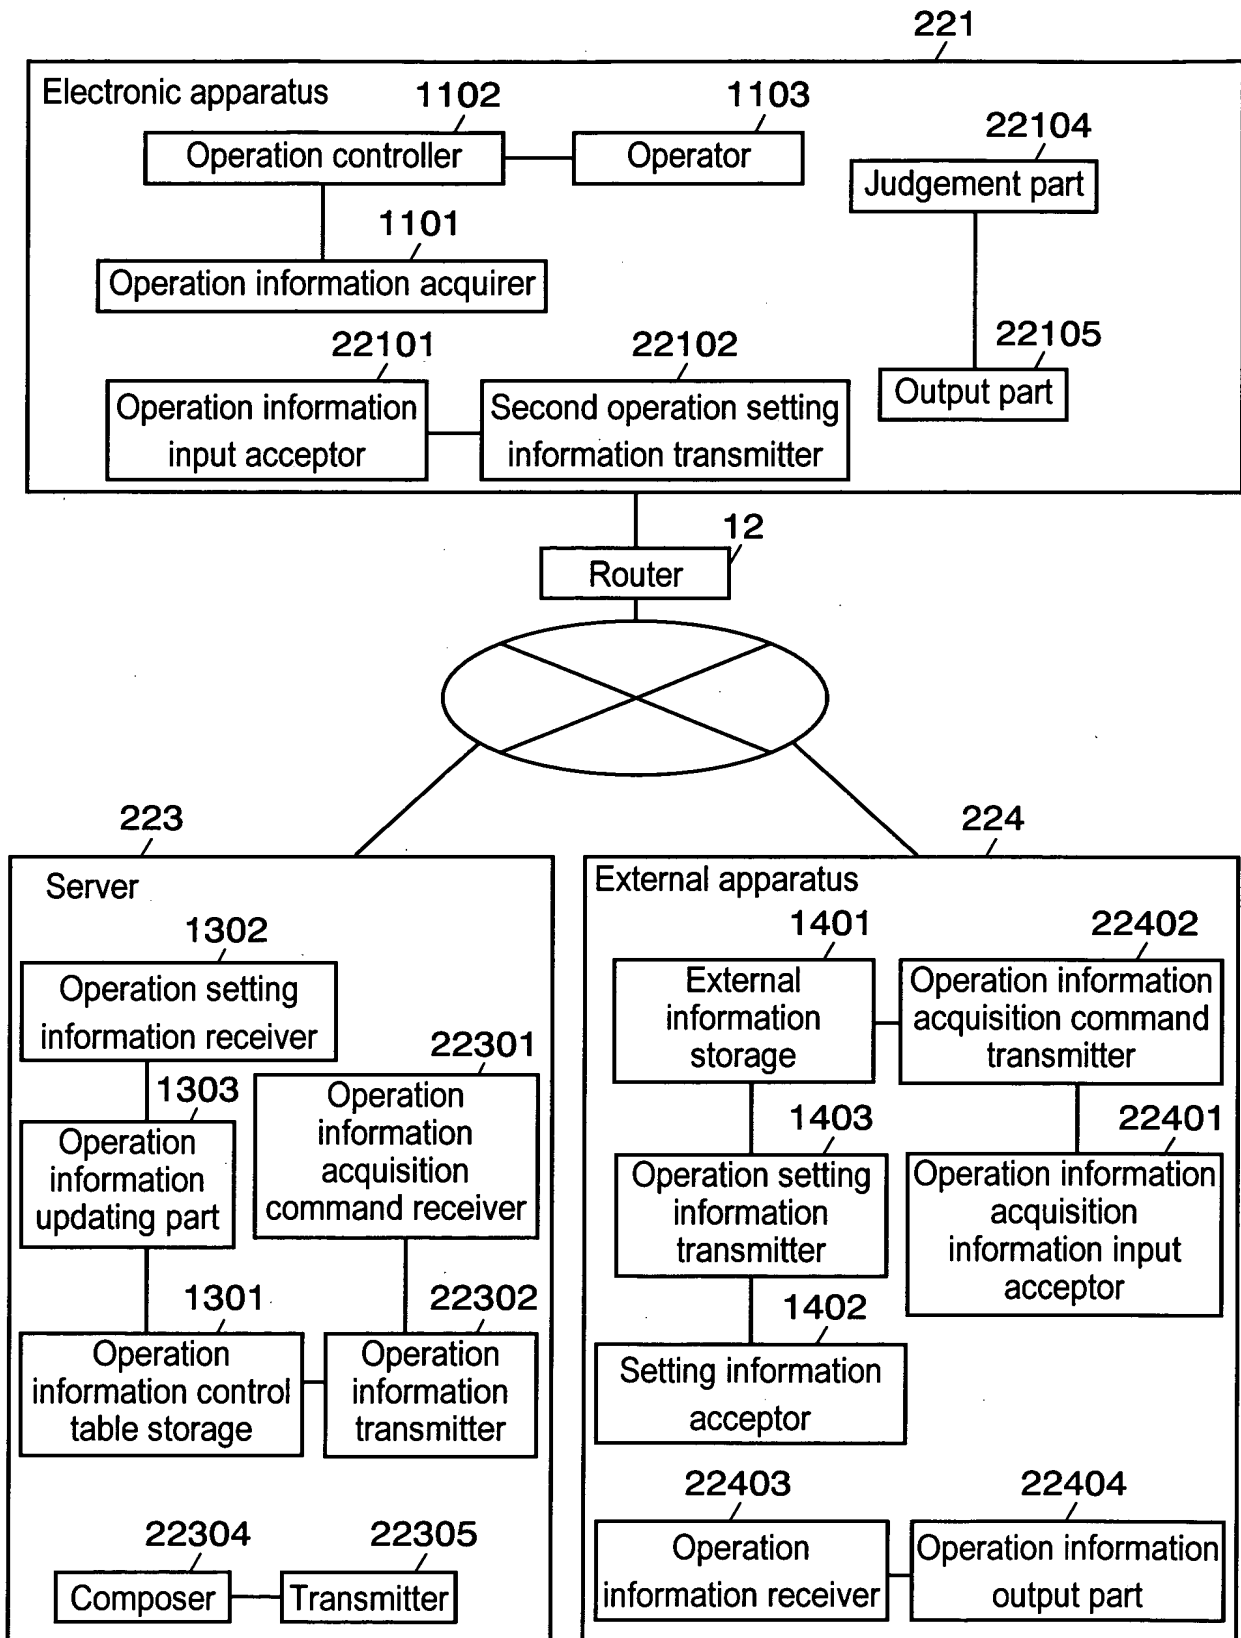 221
Electronic apparatus
1102
1103
Operation controller
Operator
22104
Judgement part
1101
Operation information acquirer
22101
22102
22105
Operation information
input acceptor
Second operation setting
information transmitter
Output part
12
Router
223
224
Server
1302
Operation setting
information receiver
22301
Operation
information
acquisition
command receiver
1303
Operation
information
updating part
1301
Operation
information control
table storage
22302
Operation
information
transmitter
22304
Composer
22305
Transmitter
External apparatus
1401
External
information
storage
22402
Operation information
acquisition command
transmitter
1403
Operation setting
information
transmitter
22401
Operation information
acquisition
information input
acceptor
1402
Setting information
acceptor
22403
Operation
information receiver
22404
Operation information
output part